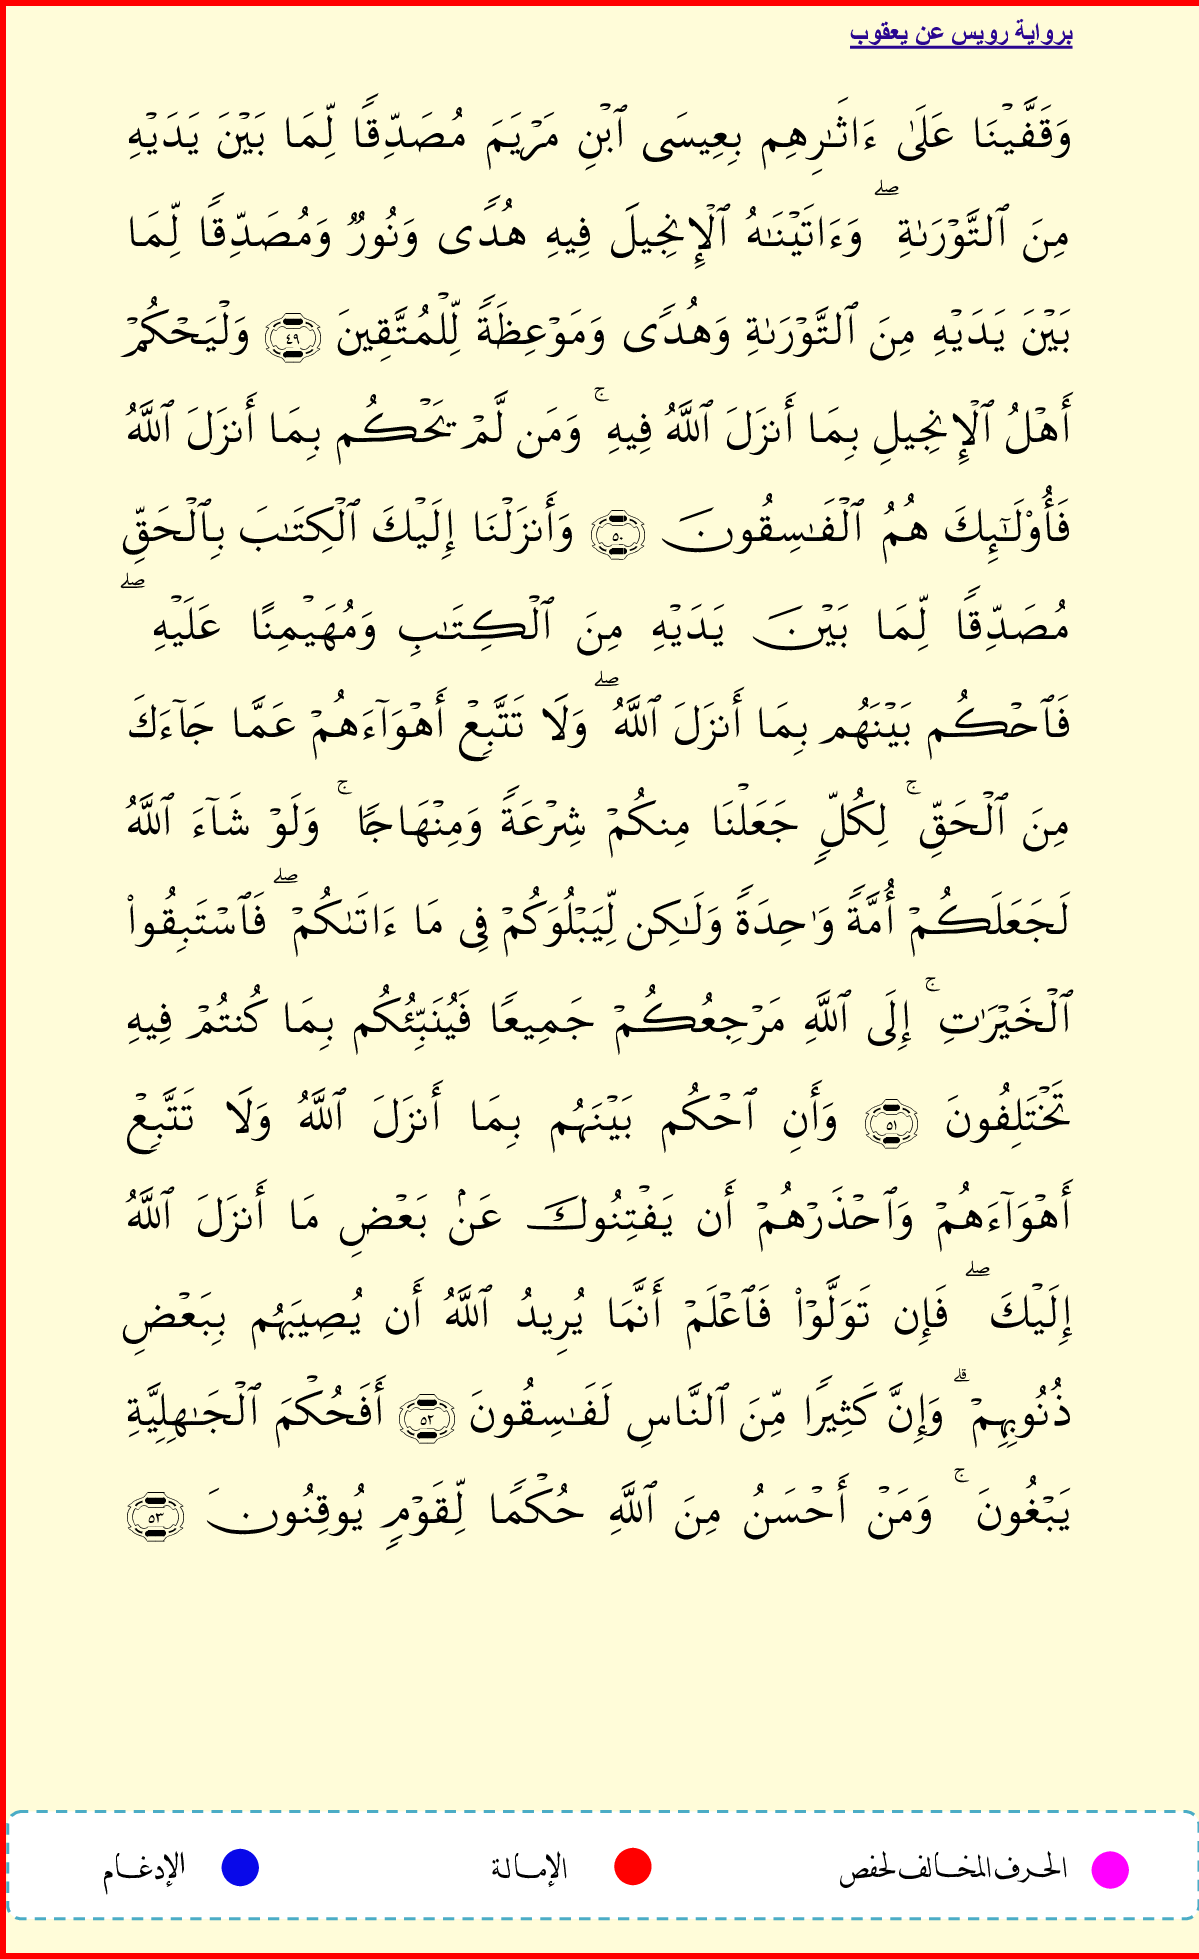 برواية رويس عن يعقوب
وَقَفَّيۡنَا عَلَىٰٓ ءَاثَٰرِهِم بِعِيسَى ٱبۡنِ مَرۡيَمَ مُصَدِّقٗا لِّمَا بَيۡنَ يَدَيۡهِ
مِنَ ٱلتَّوۡرَىٰةِۖ وَءَاتَيۡنَٰهُ ٱلۡإِنجِيلَ فِيهِ هُدٗى وَنُورٞ وَمُصَدِّقٗا لِّمَا
بَيۡنَ يَدَيۡهِ مِنَ ٱلتَّوۡرَىٰةِ وَهُدٗى وَمَوۡعِظَةٗ لِّلۡمُتَّقِينَ ٤٩ وَلۡيَحۡكُمۡ
أَهۡلُ ٱلۡإِنجِيلِ بِمَآ أَنزَلَ ٱللَّهُ فِيهِۚ وَمَن لَّمۡ يَحۡكُم بِمَآ أَنزَلَ ٱللَّهُ
فَأُوْلَٰٓئِكَ هُمُ ٱلۡفَٰسِقُونَ ٥٠ وَأَنزَلۡنَآ إِلَيۡكَ ٱلۡكِتَٰبَ بِٱلۡحَقِّ
مُصَدِّقٗا لِّمَا بَيۡنَ يَدَيۡهِ مِنَ ٱلۡكِتَٰبِ وَمُهَيۡمِنًا عَلَيۡهِۖ
فَٱحۡكُم بَيۡنَهُم بِمَآ أَنزَلَ ٱللَّهُۖ وَلَا تَتَّبِعۡ أَهۡوَآءَهُمۡ عَمَّا جَآءَكَ
مِنَ ٱلۡحَقِّۚ لِكُلّٖ جَعَلۡنَا مِنكُمۡ شِرۡعَةٗ وَمِنۡهَاجٗاۚ وَلَوۡ شَآءَ ٱللَّهُ
لَجَعَلَكُمۡ أُمَّةٗ وَٰحِدَةٗ وَلَٰكِن لِّيَبۡلُوَكُمۡ فِي مَآ ءَاتَىٰكُمۡۖ فَٱسۡتَبِقُواْ
ٱلۡخَيۡرَٰتِۚ إِلَى ٱللَّهِ مَرۡجِعُكُمۡ جَمِيعٗا فَيُنَبِّئُكُم بِمَا كُنتُمۡ فِيهِ
تَخۡتَلِفُونَ ٥١ وَأَنِ ٱحۡكُم بَيۡنَهُم بِمَآ أَنزَلَ ٱللَّهُ وَلَا تَتَّبِعۡ
أَهۡوَآءَهُمۡ وَٱحۡذَرۡهُمۡ أَن يَفۡتِنُوكَ عَنۢ بَعۡضِ مَآ أَنزَلَ ٱللَّهُ
إِلَيۡكَۖ فَإِن تَوَلَّوۡاْ فَٱعۡلَمۡ أَنَّمَا يُرِيدُ ٱللَّهُ أَن يُصِيبَهُم بِبَعۡضِ
ذُنُوبِهِمۡۗ وَإِنَّ كَثِيرٗا مِّنَ ٱلنَّاسِ لَفَٰسِقُونَ ٥٢ أَفَحُكۡمَ ٱلۡجَٰهِلِيَّةِ
يَبۡغُونَۚ وَمَنۡ أَحۡسَنُ مِنَ ٱللَّهِ حُكۡمٗا لِّقَوۡمٖ يُوقِنُونَ ٥٣
الحرف المخالف لحفص الإمالة الإدغام